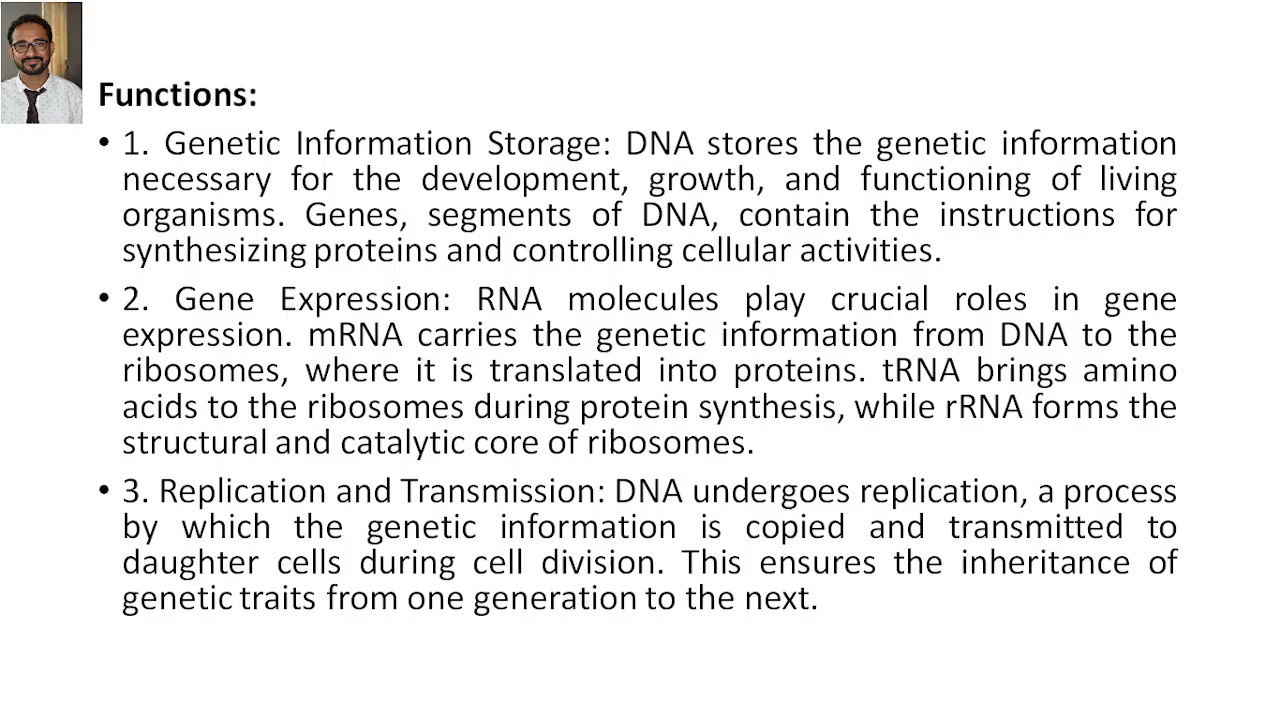 Functions:
• 1. Genetic Information Storage: DNA stores the genetic information
necessary for the development, growth, and functioning of living
organisms. Genes, segments of DNA, contain the instructions for
synthesizing proteins and controlling cellular activities.
• 2. Gene Expression: RNA molecules play crucial roles in gene
expression. mRNA carries the genetic information from DNA to the
ribosomes, where it is translated into proteins. tRNA brings amino
acids to the ribosomes during protein synthesis, while rRNA forms the
structural and catalytic core of ribosomes.
• 3. Replication and Transmission: DNA undergoes replication, a process
by which the genetic information is copied and transmitted to
daughter cells during cell division. This ensures the inheritance of
genetic traits from one generation to the next.